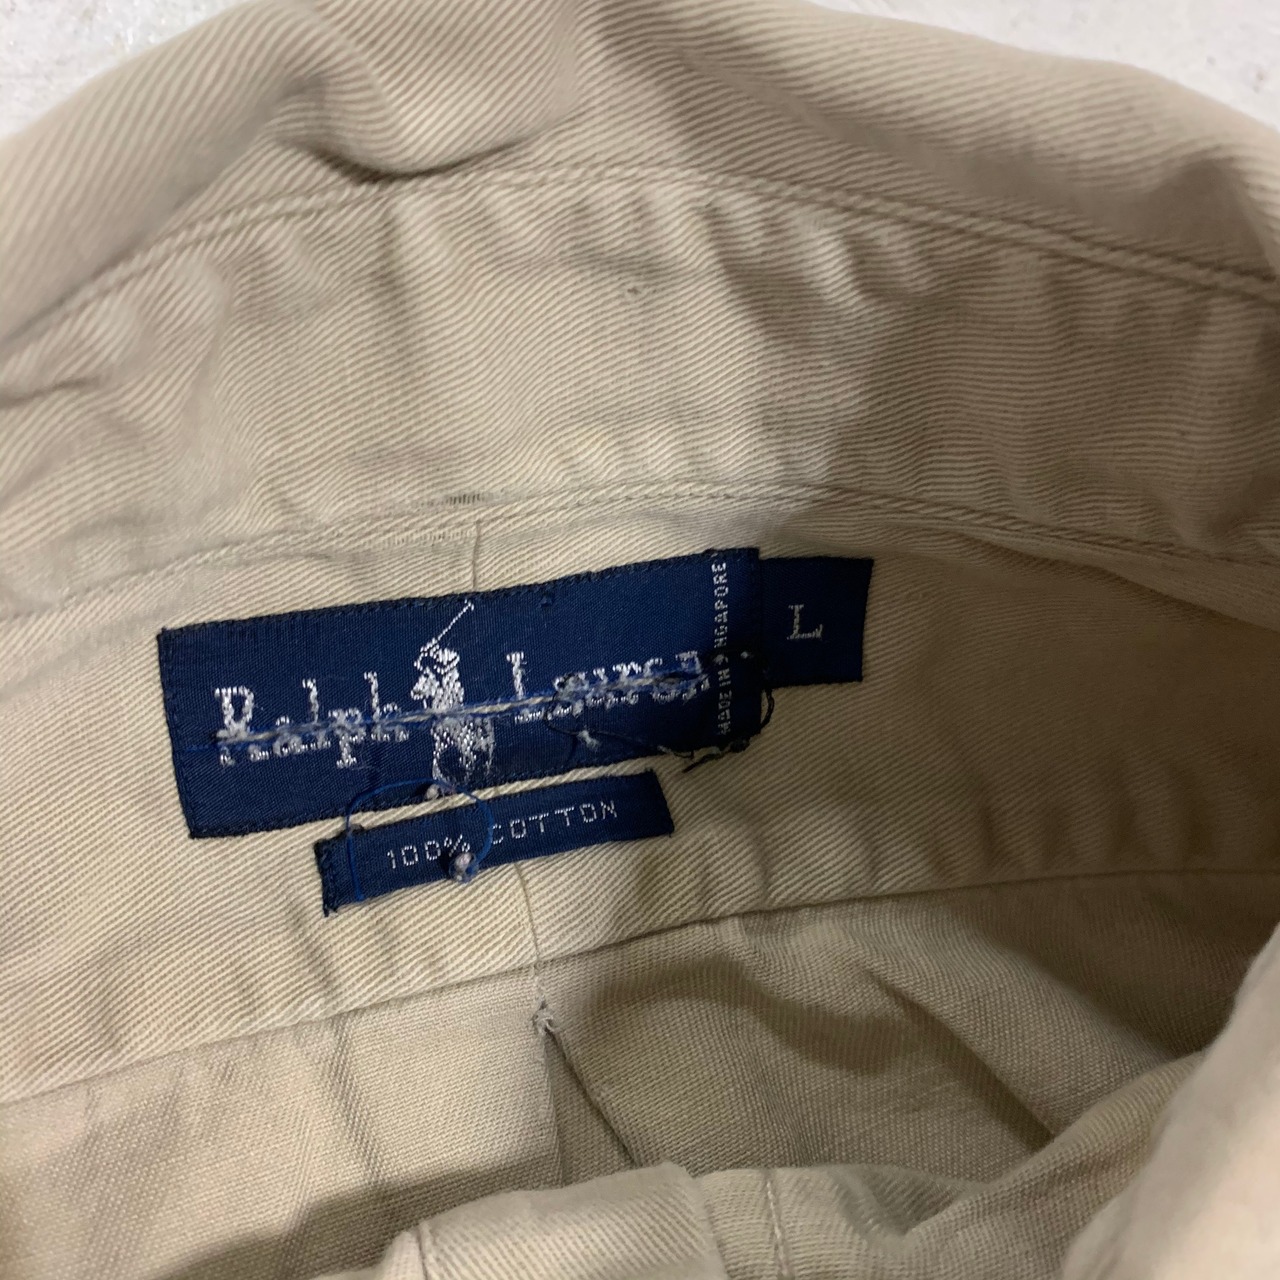 Ralph Lauren
MADE IN SINGAPORE
L
100% COTTON